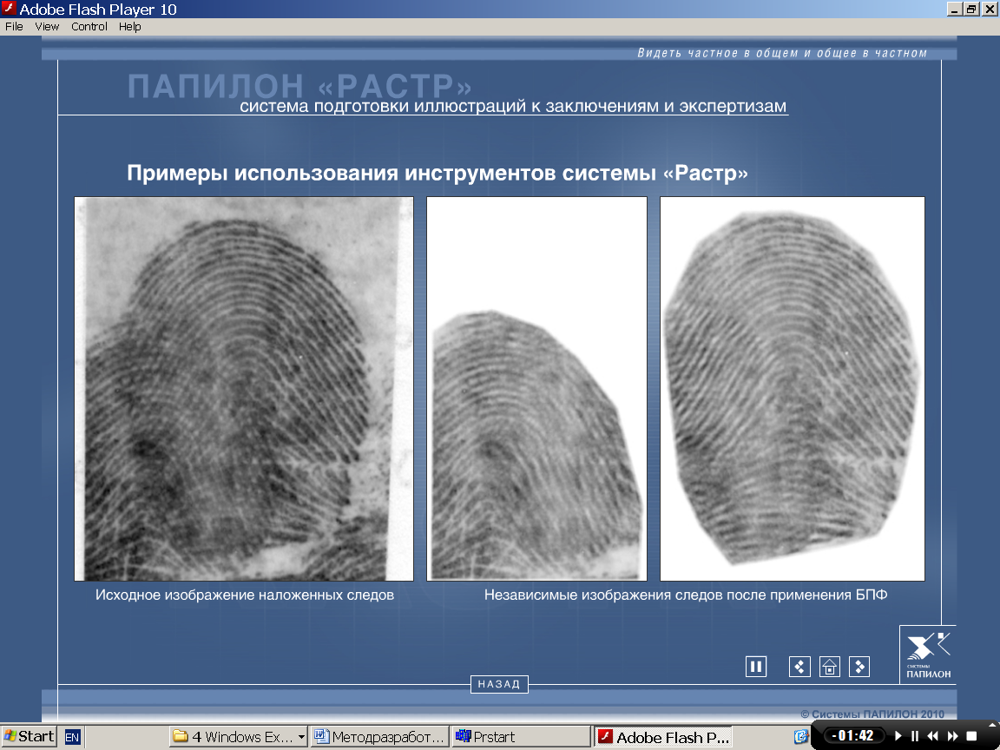 Adobe Flash Player 10
File View Control Help
Видеть частное в общем и общее в частном
ПАПИЛОН «РАСТР»
система подготовки иллюстраций к заключениям и экспертизам
Примеры использования инструментов системы «Растр»
Исходное изображение наложенных следов
Независимые изображения следов после применения БПФ
системы
ПАПИЛОН
НАЗАД
© Системы ПАПИЛОН 2010
Start EN 4 Windows Ex... Методразработ... Prstart Adobe Flash P... -01:42